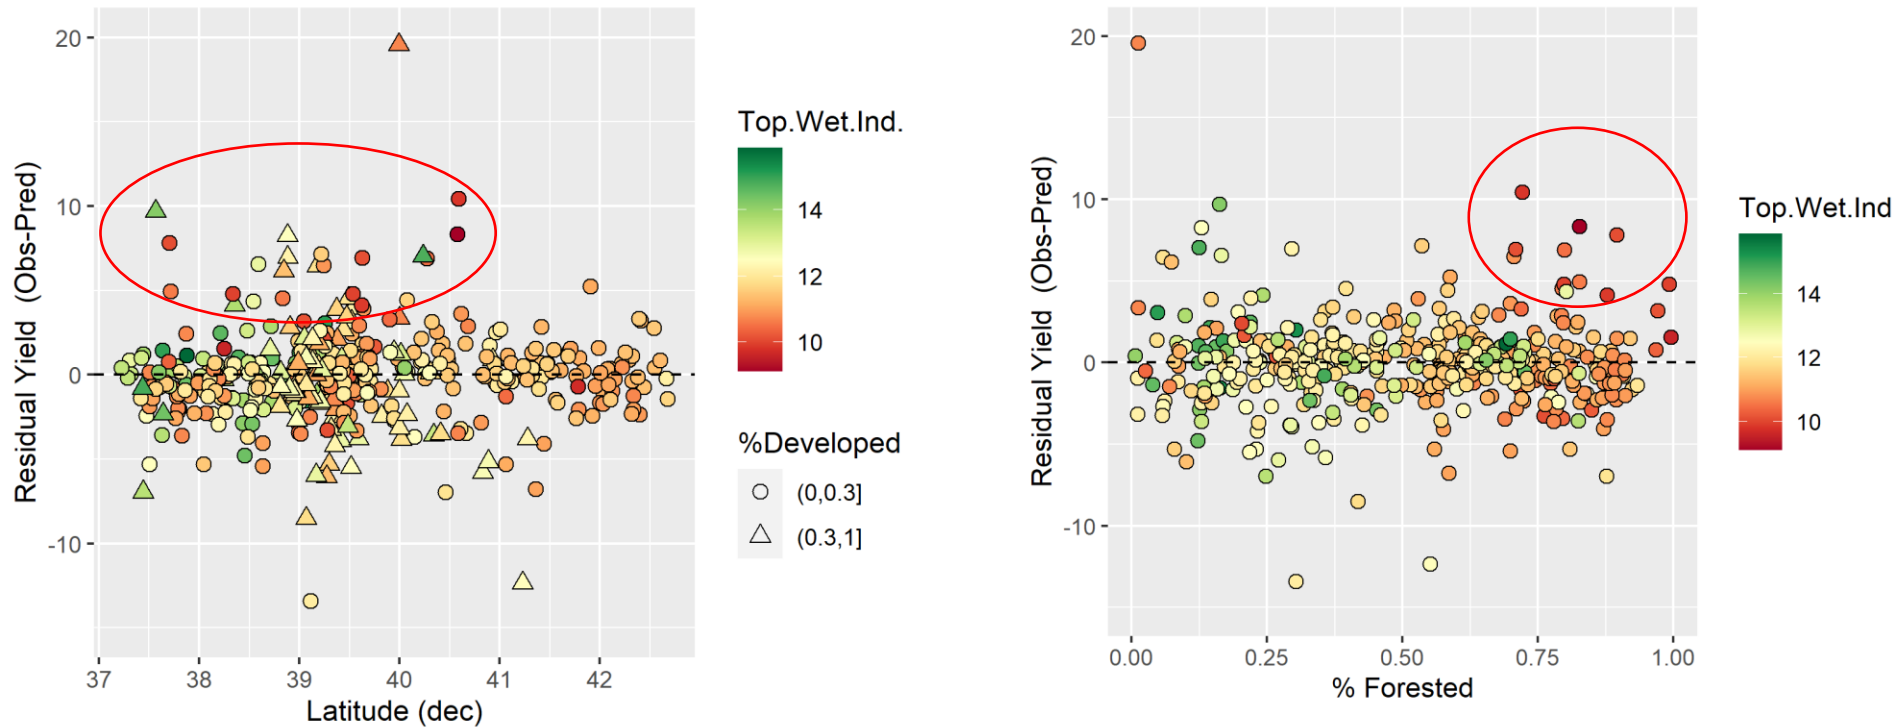 20
10
0
-10
Residual Yield (Obs-Pred)
37 38 39 40 41 42
Latitude (dec)
Top.Wet.Ind.
14
12
10
%Developed
(0,0.3]
(0.3,1]
20
10
0
-10
Residual Yield (Obs-Pred)
0.00 0.25 0.50 0.75 1.00
% Forested
Top.Wet.Ind
14
12
10